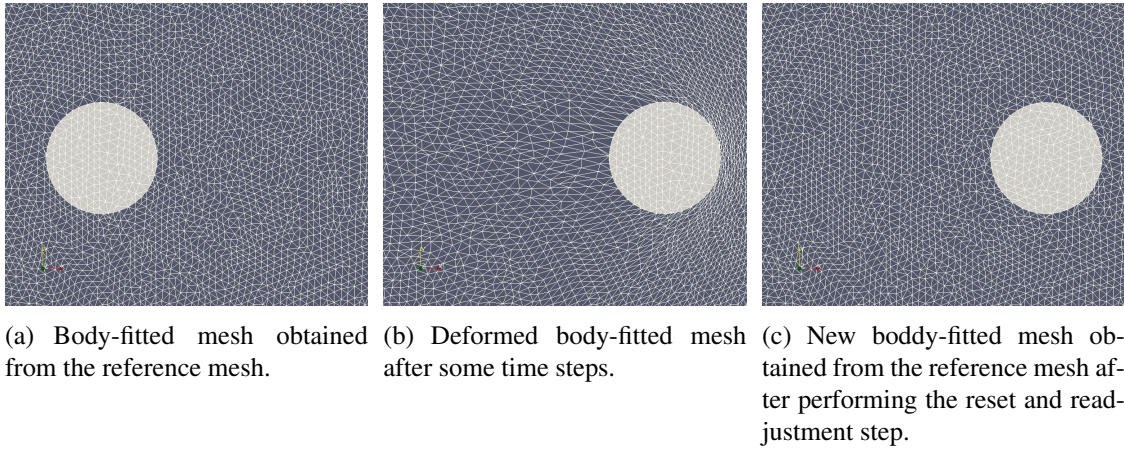 (a) Body-fitted mesh obtained
from the reference mesh.
(b) Deformed body-fitted mesh
after some time steps.
(c) New boddy-fitted mesh ob-
tained from the reference mesh af-
ter performing the reset and read-
justment step.